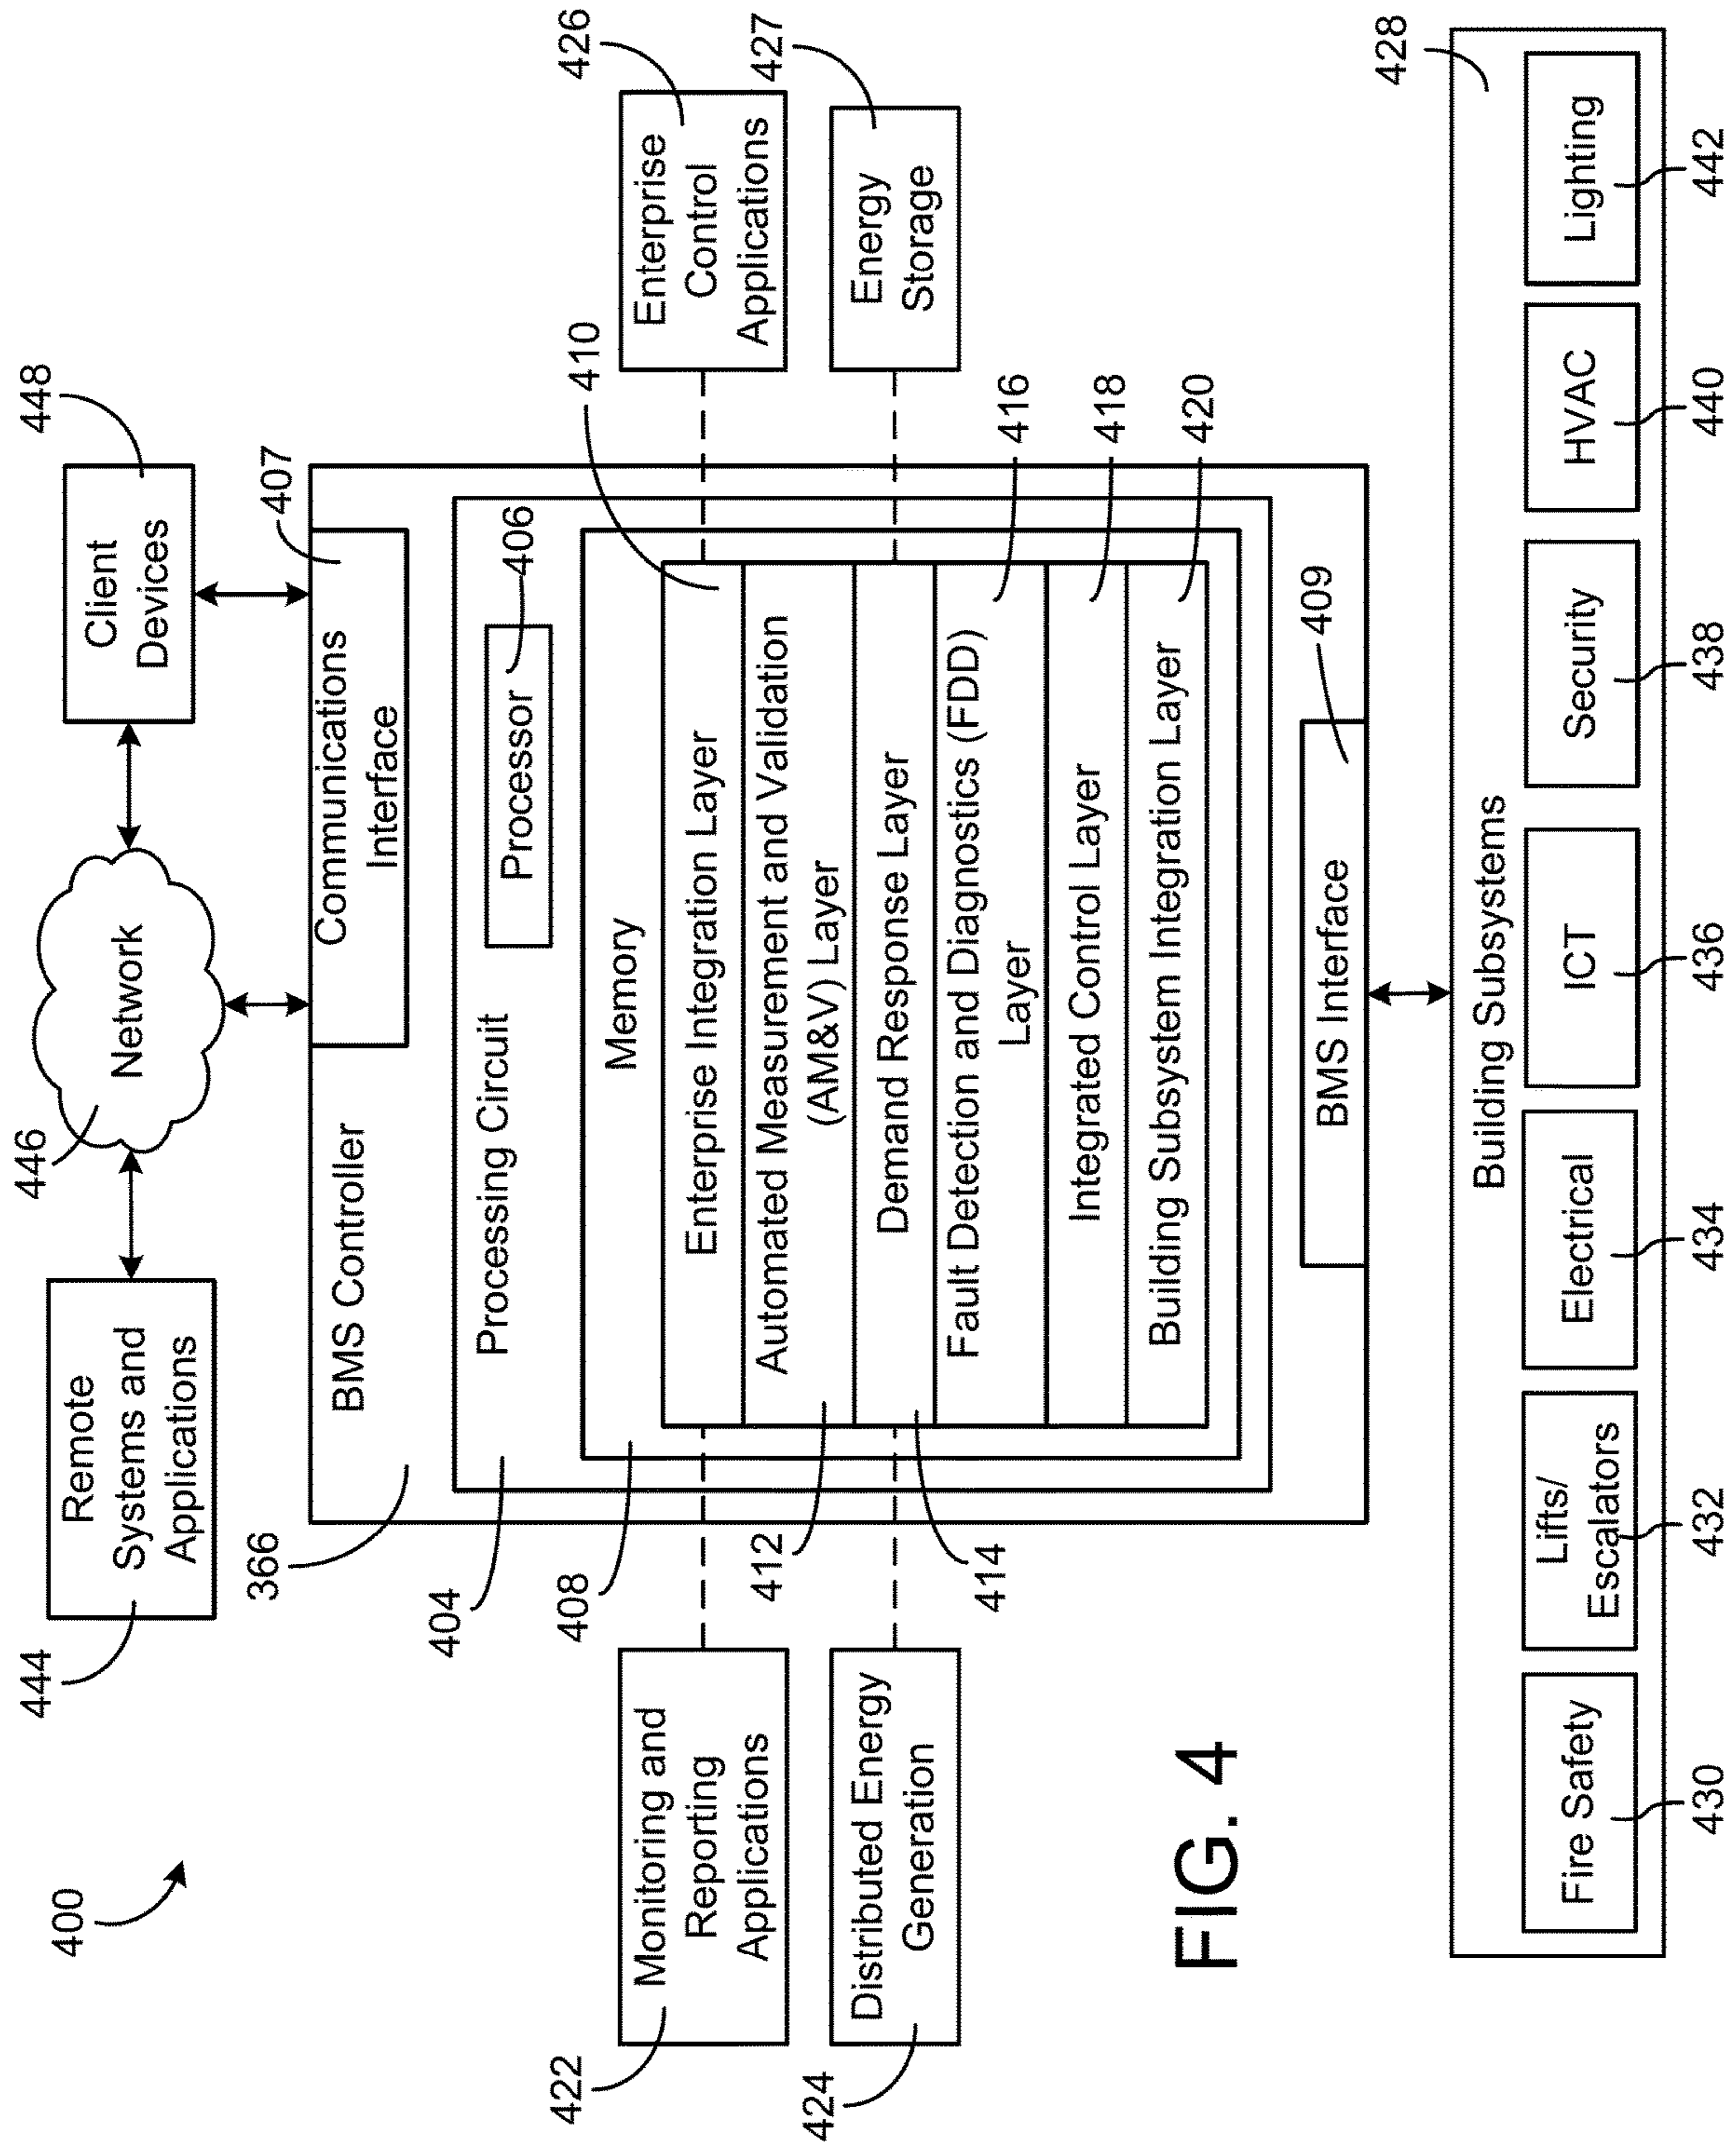 400
444
Remote
Systems and
Applications
446
Network
448
Client
Devices
366
BMS Controller
407
Communications
Interface
404
Processing Circuit
Processor
406
408
Memory
410
Enterprise Integration Layer
412
Automated Measurement and Validation
(AM&V) Layer
414
Demand Response Layer
416
Fault Detection and Diagnostics (FDD)
Layer
418
Integrated Control Layer
420
Building Subsystem Integration Layer
422
Monitoring and
Reporting
Applications
424
Distributed Energy
Generation
426
Enterprise
Control
Applications
427
Energy
Storage
BMS Interface
409
FIG. 4
Building Subsystems
428
Fire Safety
Lifts/
Escalators
Electrical
ICT
Security
HVAC
Lighting
430
432
434
436
438
440
442